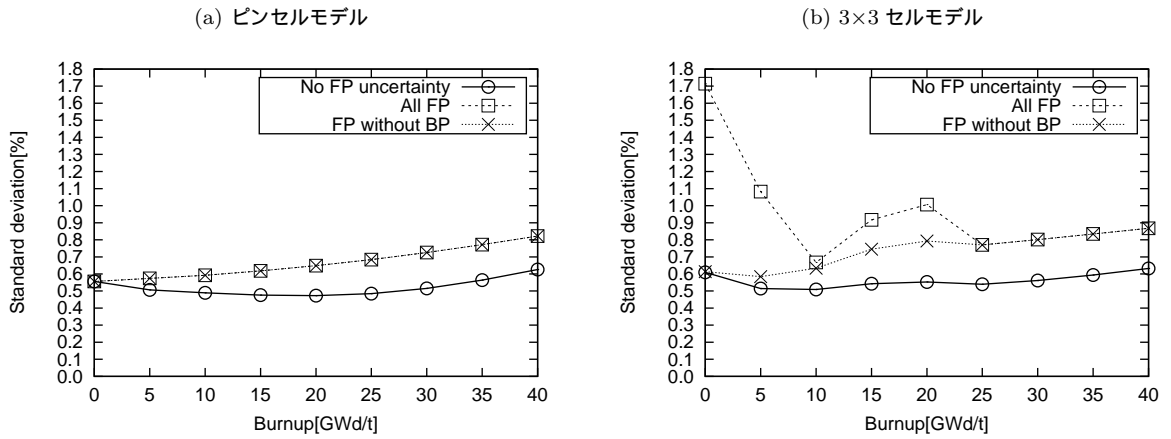 (a) ピンセルモデル
Standard deviation[%]
1.8
1.7
1.6
1.5
1.4
1.3
1.2
1.1
1.0
0.9
0.8
0.7
0.6
0.5
0.4
0.3
0.2
0.1
0.0
No FP uncertainty
All FP
FP without BP
0 5 10 15 20 25 30 35 40
Burnup[GWd/t]
(b) 3×3 セルモデル
Standard deviation[%]
1.8
1.7
1.6
1.5
1.4
1.3
1.2
1.1
1.0
0.9
0.8
0.7
0.6
0.5
0.4
0.3
0.2
0.1
0.0
No FP uncertainty
All FP
FP without BP
0 5 10 15 20 25 30 35 40
Burnup[GWd/t]